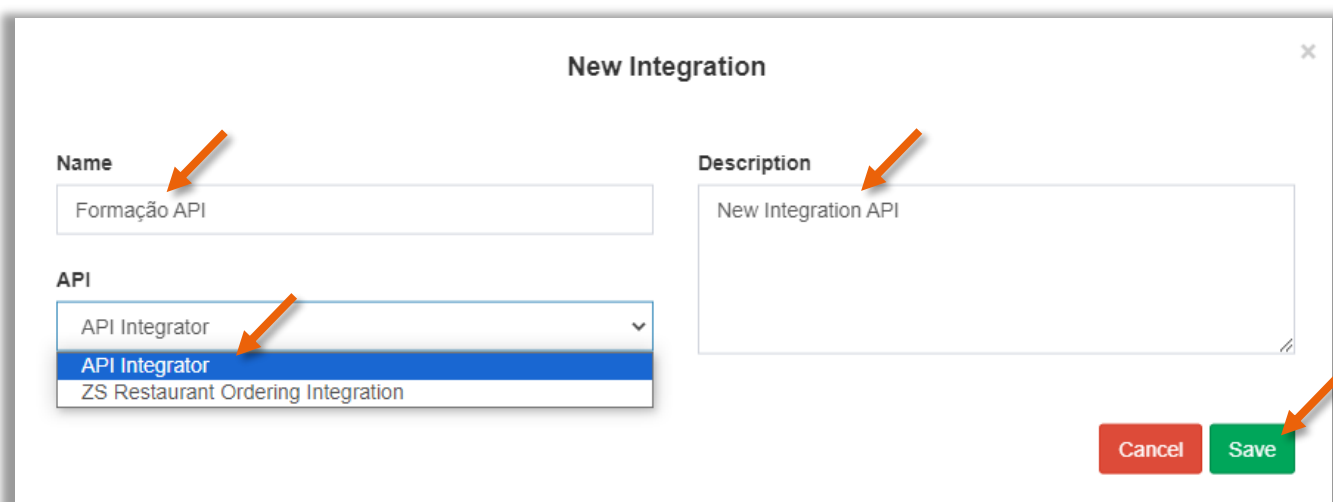 New Integration
×
Name
Formação API
API
API Integrator
API Integrator
ZS Restaurant Ordering Integration
Description
New Integration API
Cancel
Save